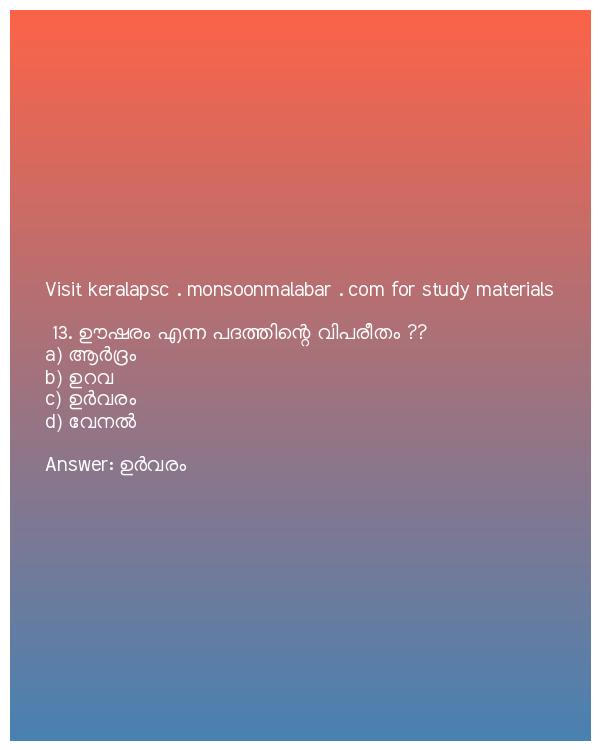 Visit keralapsc . monsoonmalabar . com for study materials
13. ഊഷരം എന്ന പദത്തിന്റെ വിപരീതം ??
a) ആർദ്രം
b) ഉറവ
c) ഉർവരം
d) വേനൽ
Answer: ഉർവരം